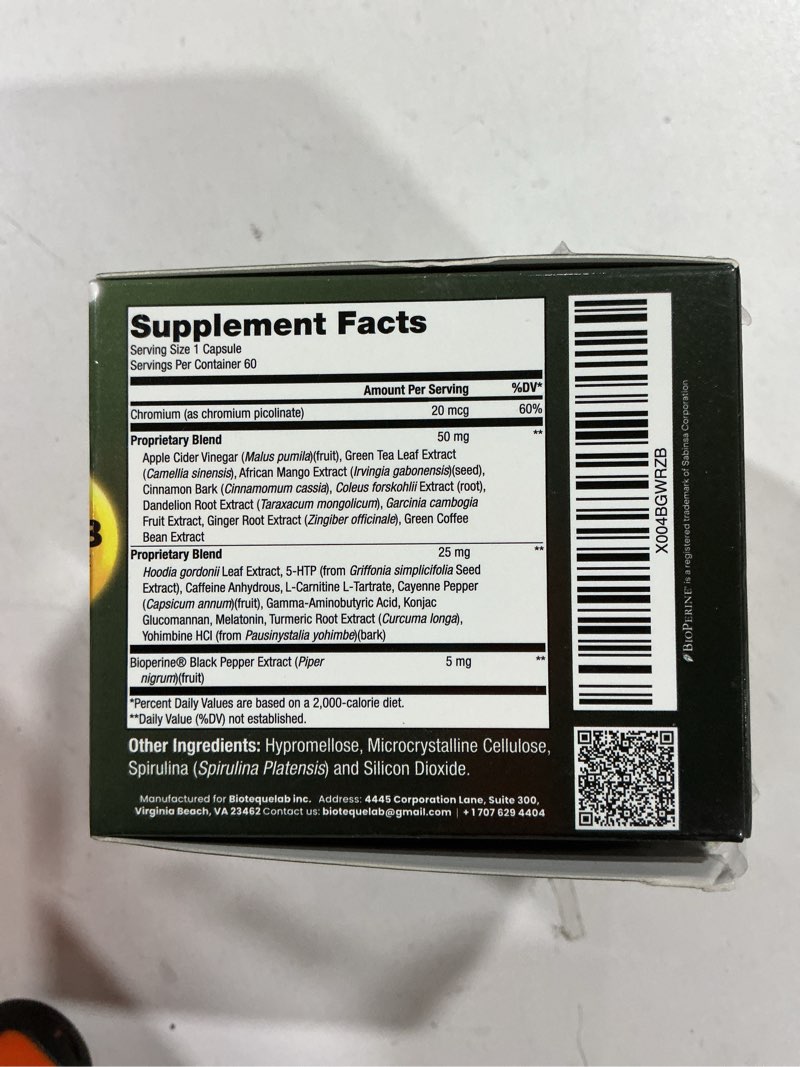 Supplement Facts
Serving Size 1 Capsule
Servings Per Container 60
Amount Per Serving %DV*
Chromium (as chromium picolinate) 20 mcg 60%
Proprietary Blend 50 mg **
Apple Cider Vinegar (Malus pumila)(fruit), Green Tea Leaf Extract
(Camellia sinensis), African Mango Extract (Irvingia gabonensis)(seed),
Cinnamon Bark (Cinnamomum cassia), Coleus forskohlii Extract (root),
Dandelion Root Extract (Taraxacum mongolicum), Garcinia cambogia
Fruit Extract, Ginger Root Extract (Zingiber officinale), Green Coffee
Bean Extract
Proprietary Blend 25 mg **
Hoodia gordonii Leaf Extract, 5-HTP (from Griffonia simplicifolia Seed
Extract), Caffeine Anhydrous, L-Carnitine L-Tartrate, Cayenne Pepper
(Capsicum annum)(fruit), Gamma-Aminobutyric Acid, Konjac
Glucomannan, Melatonin, Turmeric Root Extract (Curcuma longa),
Yohimbine HCl (from Pausinystalia yohimbe)(bark)
Bioperine® Black Pepper Extract (Piper 5 mg **
nigrum)(fruit)
*Percent Daily Values are based on a 2,000-calorie diet.
**Daily Value (%DV) not established.
Other Ingredients: Hypromellose, Microcrystalline Cellulose,
Spirulina (Spirulina Platensis) and Silicon Dioxide.
Manufactured for Biotequelab inc. Address: 4445 Corporation Lane, Suite 300,
Virginia Beach, VA 23462 Contact us: biotequelab@gmail.com | +1 707 629 4404
X004BGWRZB
BIOPERINE® is a registered trademark of Sabinsa Corporation